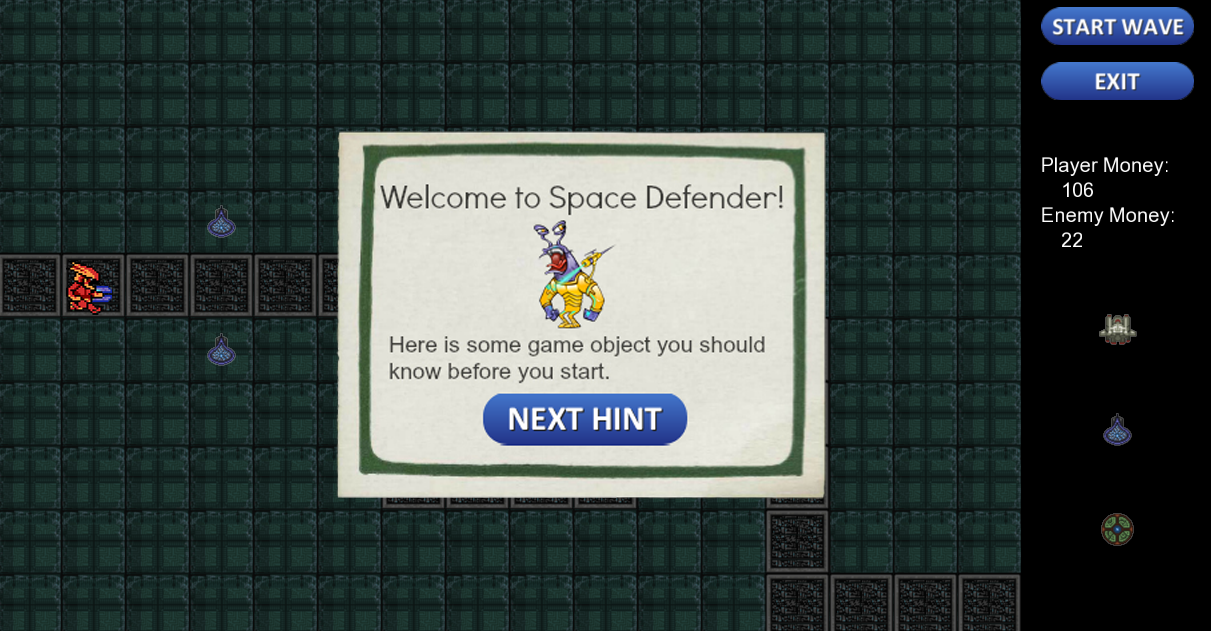 START WAVE
EXIT
Player Money:
106
Enemy Money:
22
Welcome to Space Defender!
Here is some game object you should
know before you start.
NEXT HINT